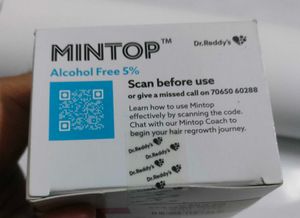 MINTOP™
Dr.Reddy's
Alcohol Free 5%
Scan before use
or give a missed call on 70650 60288
Learn how to use Mintop
effectively by scanning the code.
Chat with our Mintop Coach to
begin your hair regrowth journey.
Dr.Reddy's
Dr.Reddy's
Dr.Reddy's